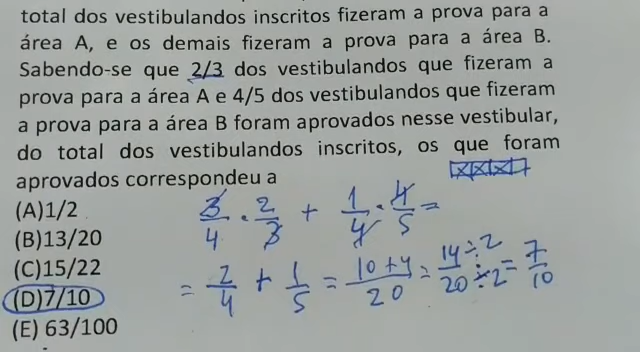 total dos vestibulandos inscritos fizeram a prova para a
área A, e os demais fizeram a prova para a área B.
Sabendo-se que 2/3 dos vestibulandos que fizeram a
prova para a área A e 4/5 dos vestibulandos que fizeram
a prova para a área B foram aprovados nesse vestibular,
do total dos vestibulandos inscritos, os que foram
aprovados correspondeu a
(A)1/2
(B)13/20
(C)15/22
(D)7/10
(E) 63/100
3/4 . 2/3 + 1/4 . 4/5 =
= 2/4 + 1/5 = 10+4/20 = 14÷2/20÷2 = 7/10